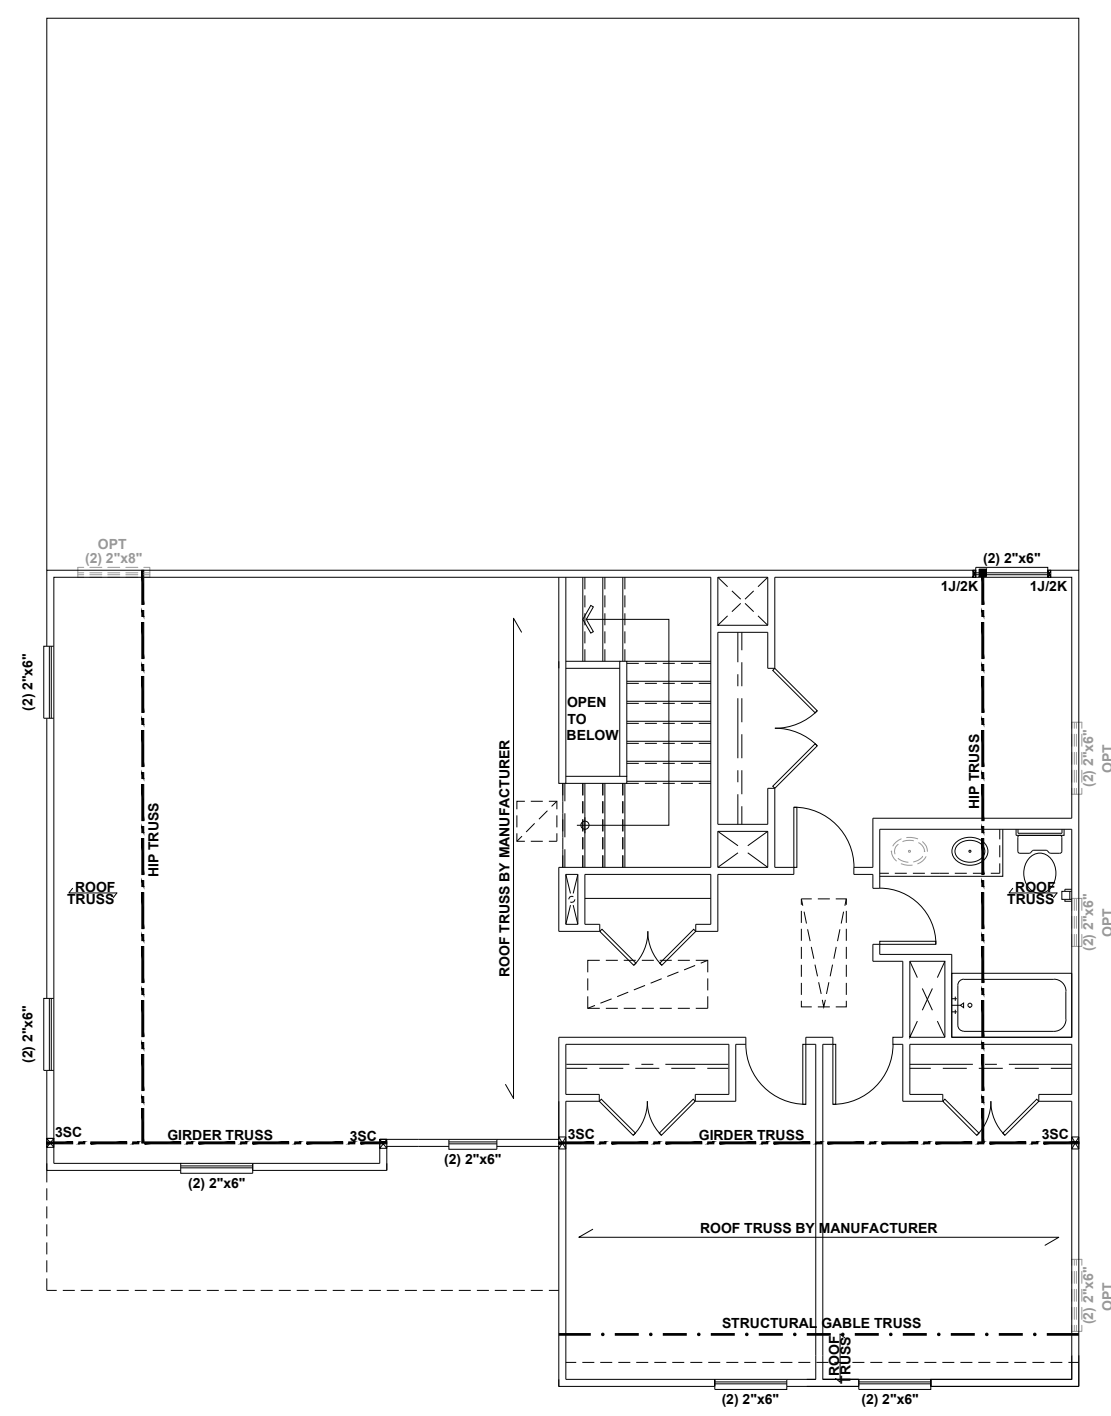 OPT
(2) 2"x8"
(2) 2"x6"
1J/2K
1J/2K
(2) 2"x6"
OPEN
TO
BELOW
ROOF TRUSS BY MANUFACTURER
HIP TRUSS
HIP TRUSS
(2) 2"x6"
OPT
ROOF
TRUSS
ROOF
TRUSS
(2) 2"x6"
OPT
(2) 2"x6"
3SC
GIRDER TRUSS
3SC
3SC
GIRDER TRUSS
3SC
(2) 2"x6"
(2) 2"x6"
ROOF TRUSS BY MANUFACTURER
(2) 2"x6"
OPT
STRUCTURAL GABLE TRUSS
ROOF
TRUSS
(2) 2"x6"
(2) 2"x6"